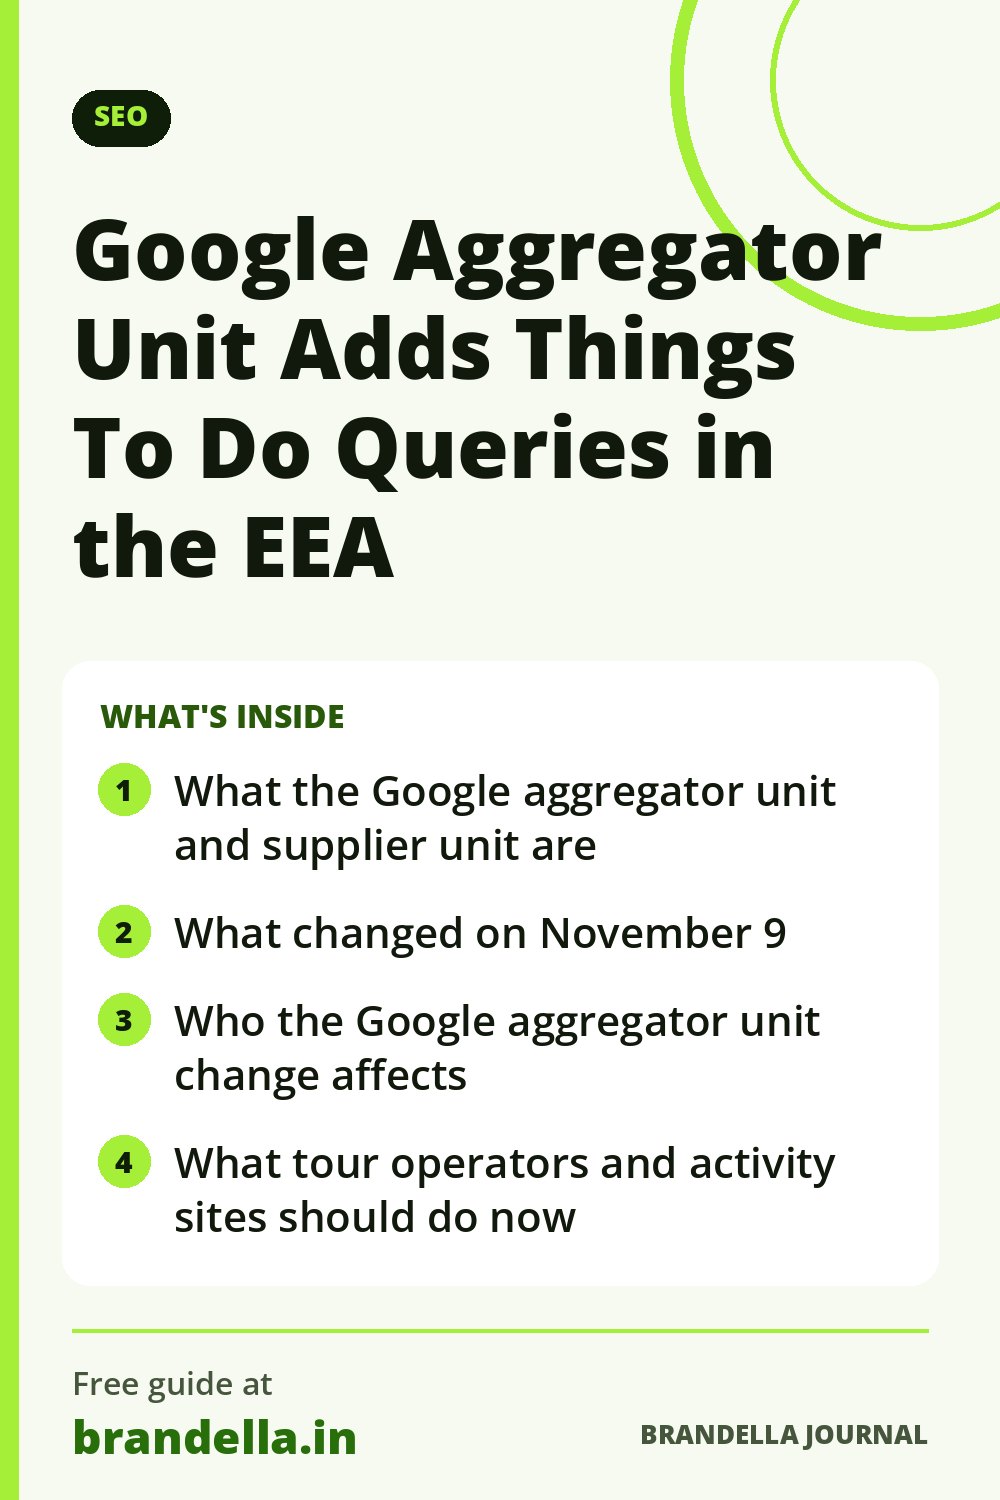 SEO
Google Aggregator
Unit Adds Things
To Do Queries in
the EEA
WHAT'S INSIDE
1 What the Google aggregator unit
and supplier unit are
2 What changed on November 9
3 Who the Google aggregator unit
change affects
4 What tour operators and activity
sites should do now
Free guide at
brandella.in
BRANDELLA JOURNAL